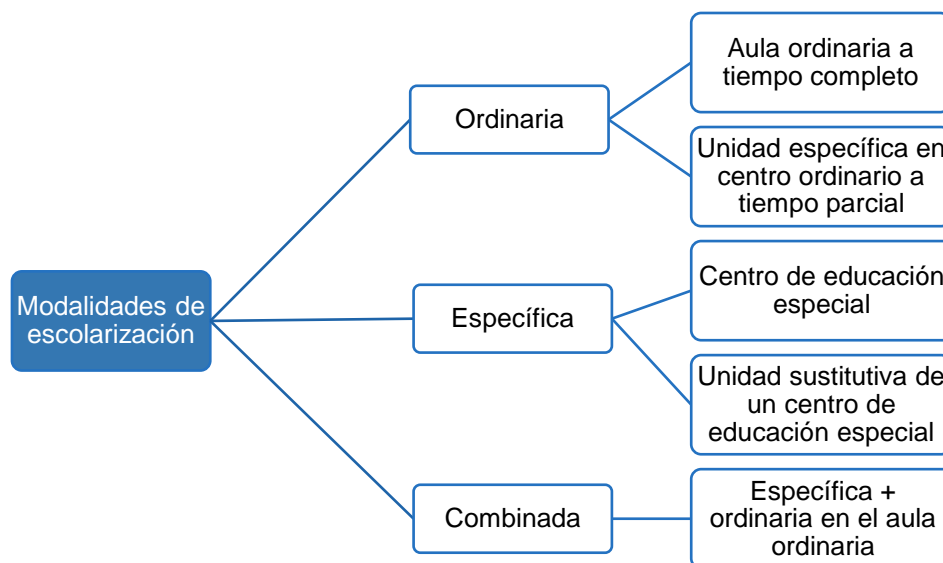 Modalidades de
escolarización
Ordinaria
Aula ordinaria a
tiempo completo
Unidad específica en
centro ordinario a
tiempo parcial
Específica
Centro de educación
especial
Unidad sustitutiva de
un centro de
educación especial
Combinada
Específica +
ordinaria en el aula
ordinaria